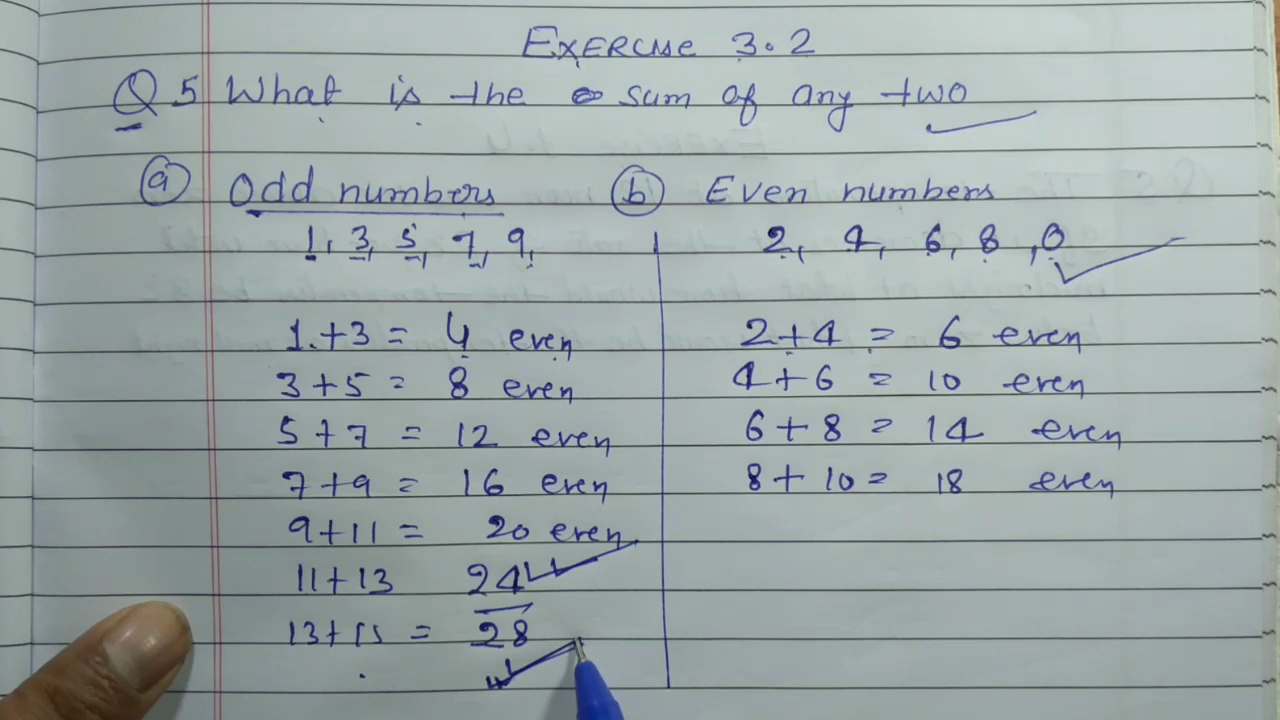 EXERCISE 3.2
Q 5 What is the sum of any two
(a) Odd numbers
1, 3, 5, 7, 9,
1+3 = 4 even
3+5 = 8 even
5+7 = 12 even
7+9 = 16 even
9+11 = 20 even
11+13 24
13+15 = 28
(b) Even numbers
2, 4, 6, 8, 0
2+4 = 6 even
4+6 = 10 even
6+8 = 14 even
8+10 = 18 even